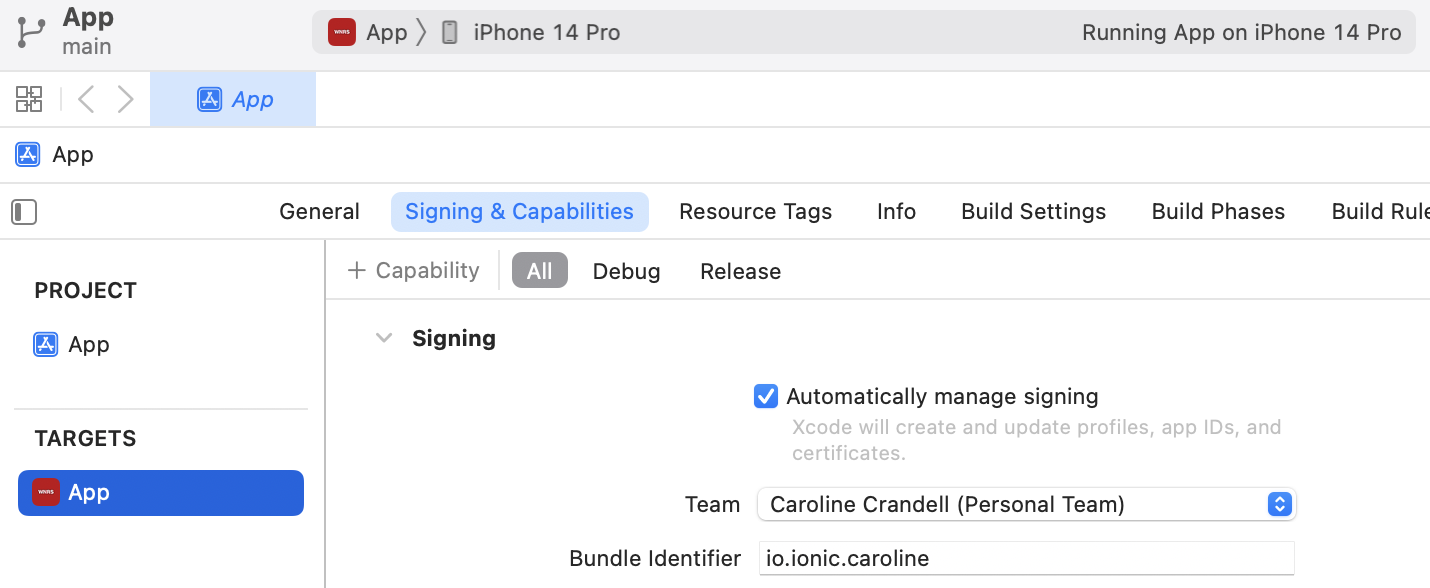 App
main
WNRS App iPhone 14 Pro Running App on iPhone 14 Pro
App
App
General Signing & Capabilities Resource Tags Info Build Settings Build Phases Build Rule
+ Capability All Debug Release
PROJECT
App
TARGETS
WNRS App
Signing
Automatically manage signing
Xcode will create and update profiles, app IDs, and
certificates.
Team Caroline Crandell (Personal Team)
Bundle Identifier io.ionic.caroline